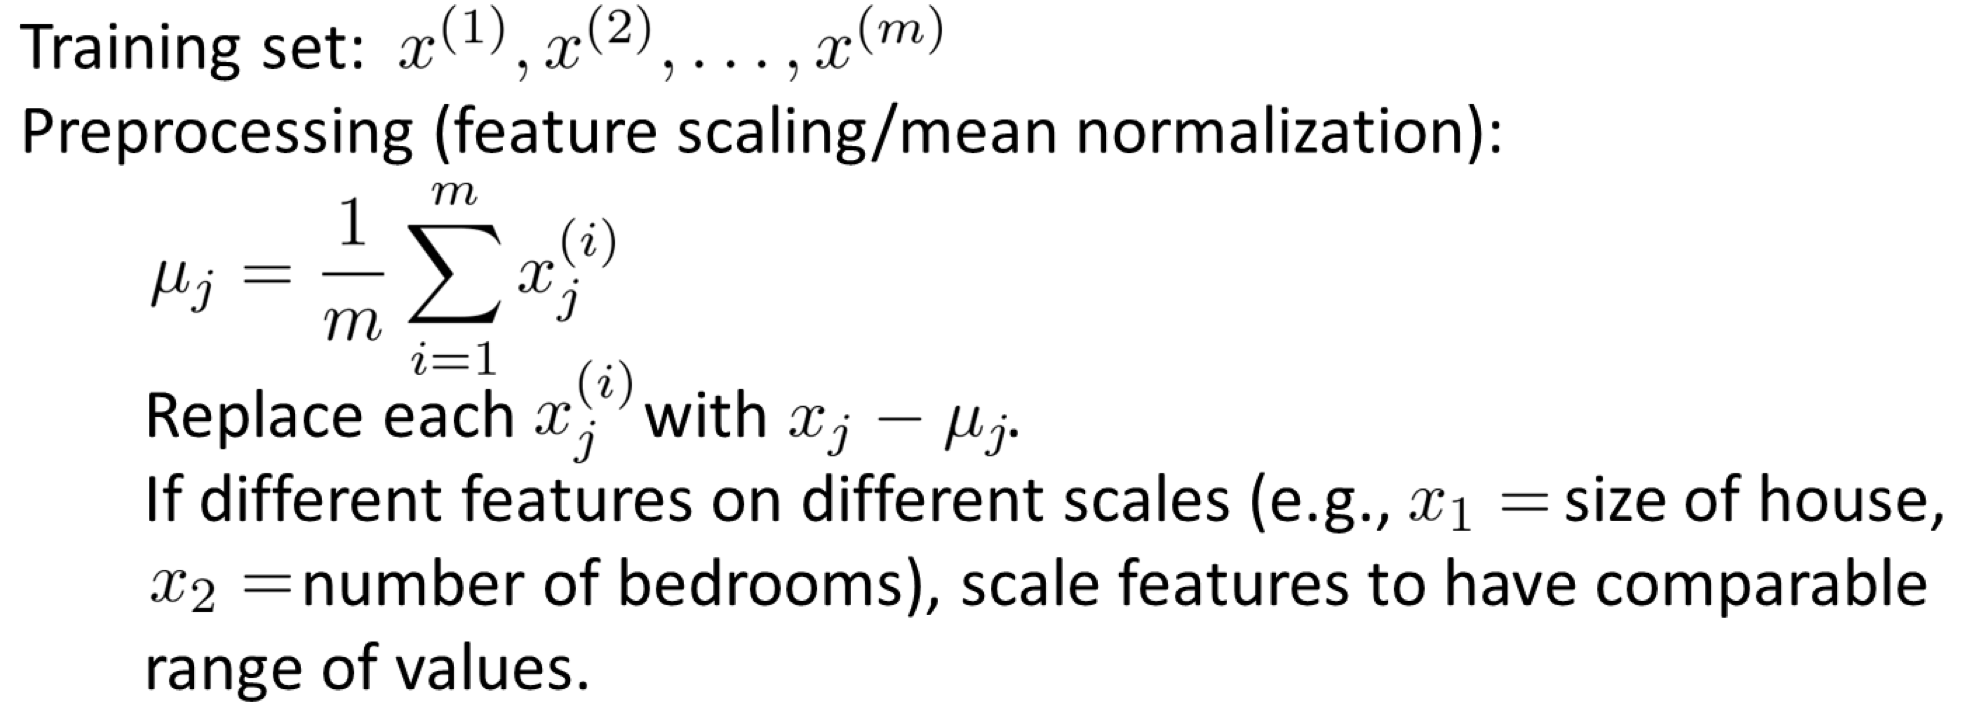 Training set: $x^{(1)}, x^{(2)}, \ldots, x^{(m)}$
Preprocessing (feature scaling/mean normalization):
$\mu_j = \frac{1}{m} \sum_{i=1}^{m} x_j^{(i)}$
Replace each $x_j^{(i)}$ with $x_j - \mu_j$.
If different features on different scales (e.g., $x_1 =$ size of house,
$x_2 =$ number of bedrooms), scale features to have comparable
range of values.